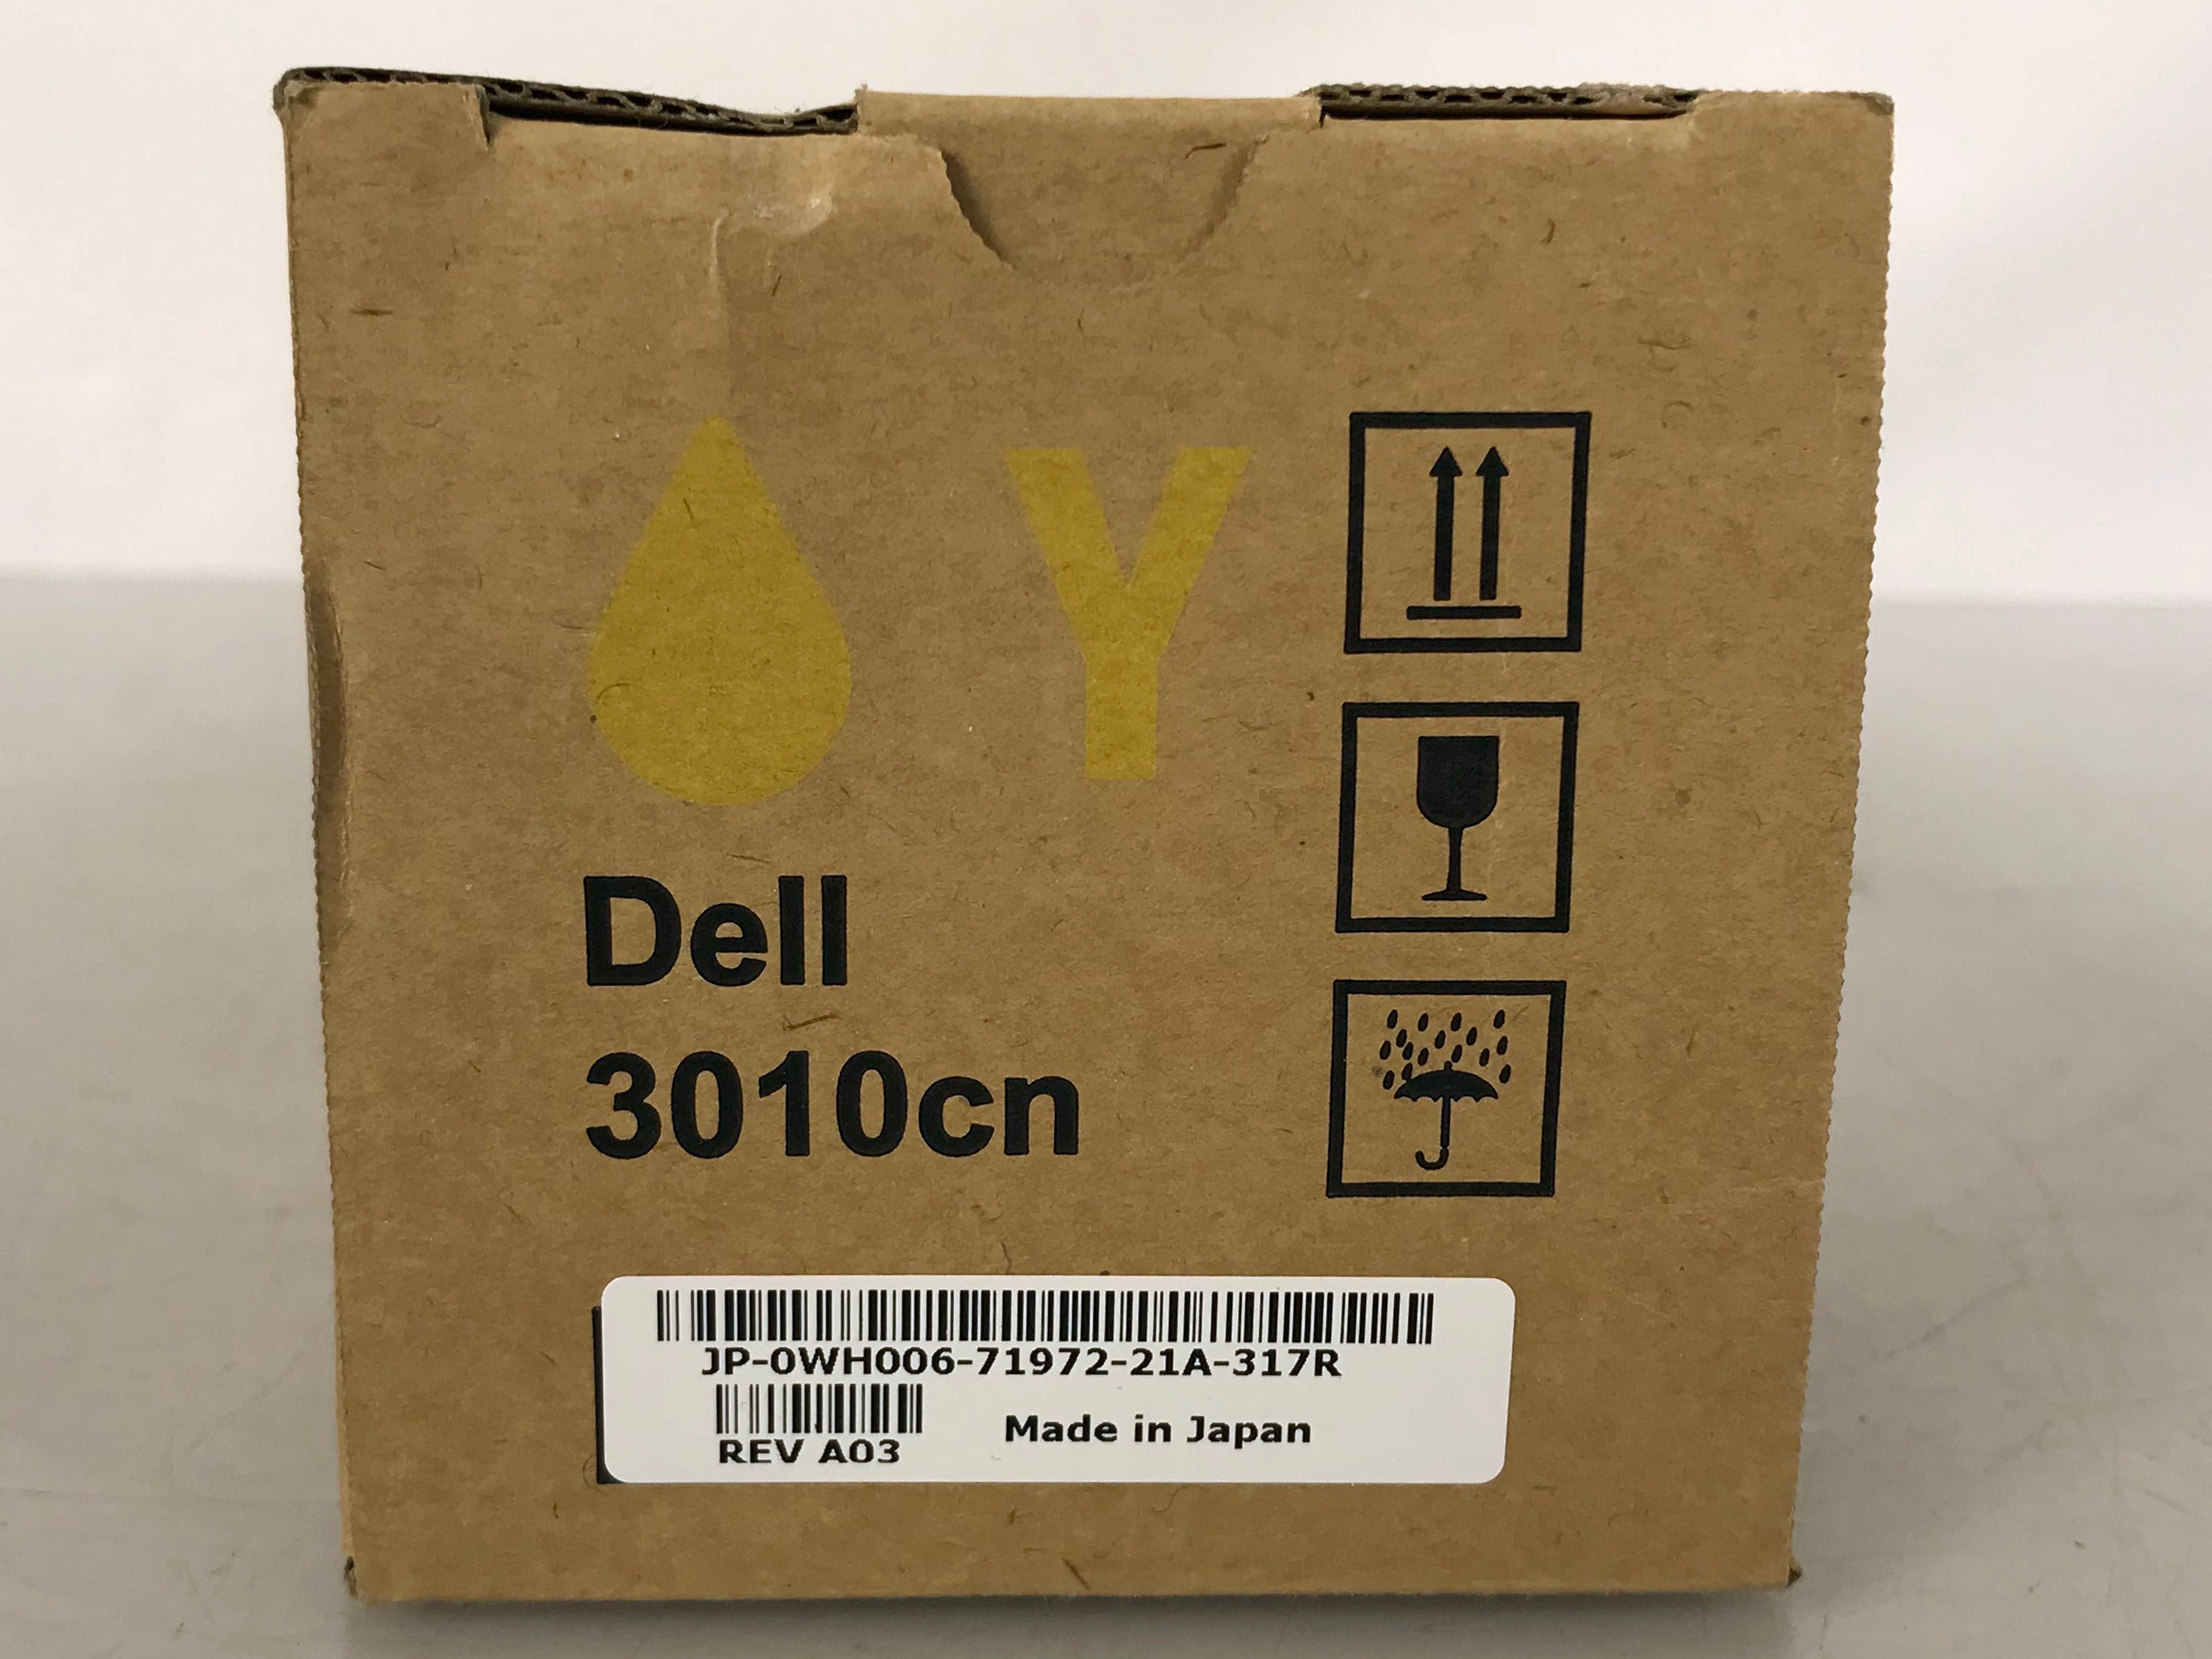 Y
Dell
3010cn
JP-0WH006-71972-21A-317R
REV A03
Made in Japan